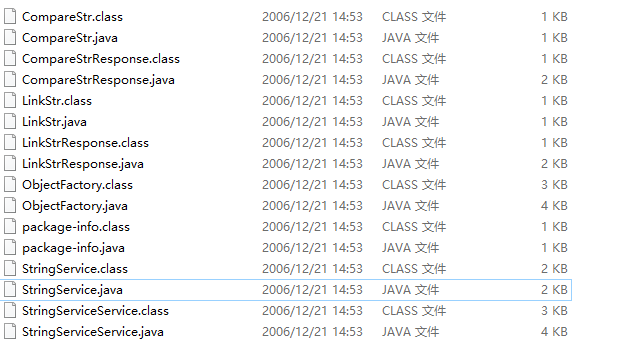 CompareStr.class 2006/12/21 14:53 CLASS 文件 1 KB
CompareStr.java 2006/12/21 14:53 JAVA 文件 1 KB
CompareStrResponse.class 2006/12/21 14:53 CLASS 文件 1 KB
CompareStrResponse.java 2006/12/21 14:53 JAVA 文件 2 KB
LinkStr.class 2006/12/21 14:53 CLASS 文件 1 KB
LinkStr.java 2006/12/21 14:53 JAVA 文件 1 KB
LinkStrResponse.class 2006/12/21 14:53 CLASS 文件 1 KB
LinkStrResponse.java 2006/12/21 14:53 JAVA 文件 2 KB
ObjectFactory.class 2006/12/21 14:53 CLASS 文件 3 KB
ObjectFactory.java 2006/12/21 14:53 JAVA 文件 4 KB
package-info.class 2006/12/21 14:53 CLASS 文件 1 KB
package-info.java 2006/12/21 14:53 JAVA 文件 1 KB
StringService.class 2006/12/21 14:53 CLASS 文件 2 KB
StringService.java 2006/12/21 14:53 JAVA 文件 2 KB
StringServiceService.class 2006/12/21 14:53 CLASS 文件 3 KB
StringServiceService.java 2006/12/21 14:53 JAVA 文件 4 KB